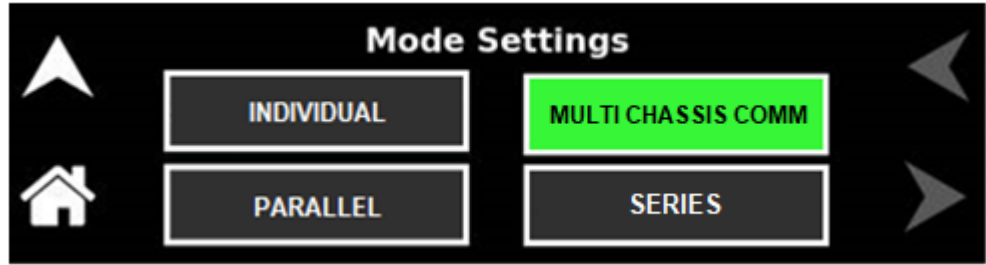 Mode Settings
INDIVIDUAL
MULTI CHASSIS COMM
PARALLEL
SERIES